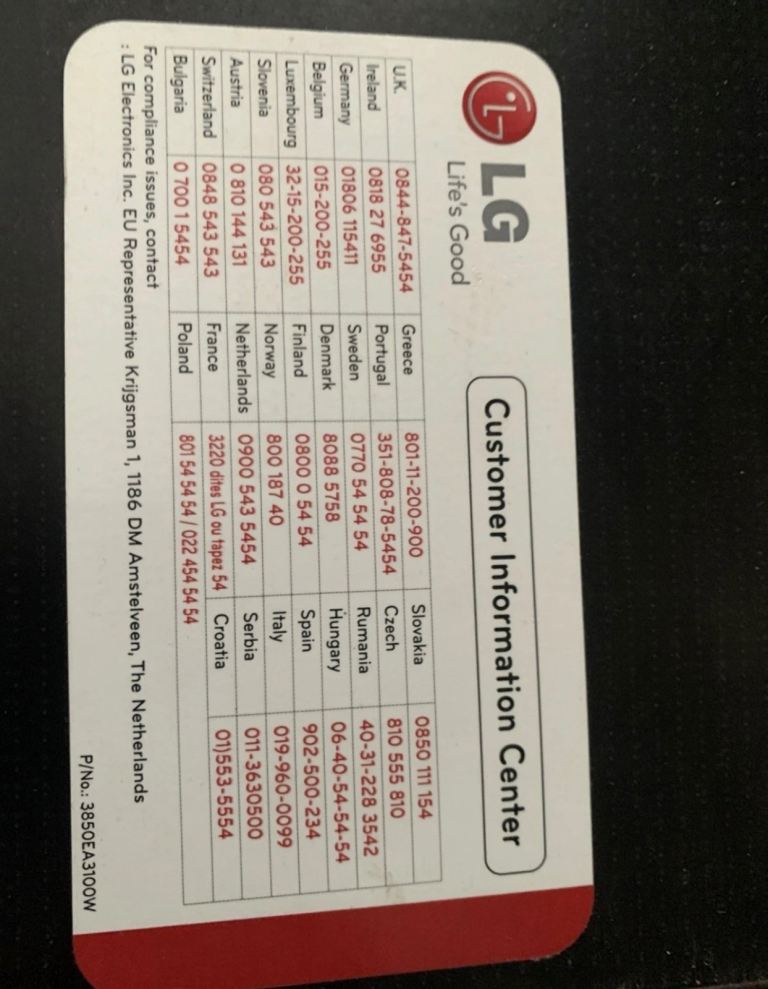 LG
Life's Good
Customer Information Center
U.K. 0844-847-5454 Greece 801-11-200-900 Slovakia 0850 111 154
Ireland 0818 27 6955 Portugal 351-808-78-5454 Czech 810 555 810
Germany 01806 115411 Sweden 0770 54 54 54 Rumania 40-31-228 3542
Belgium 015-200-255 Denmark 8088 5758 Hungary 06-40-54-54-54
Luxembourg 32-15-200-255 Finland 0800 0 54 54 Spain 902-500-234
Slovenia 080 543 543 Norway 800 187 40 Italy 019-960-0099
Austria 0 810 144 131 Netherlands 0900 543 5454 Serbia 011-3630500
Switzerland 0848 543 543 France 3220 dites LG ou tapez 54 Croatia 01)553-5554
Bulgaria 0 700 1 5454 Poland 801 54 54 54 / 022 454 54 54
For compliance issues, contact
: LG Electronics Inc. EU Representative Krijgsman 1, 1186 DM Amstelveen, The Netherlands
P/No.: 3850EA3100W